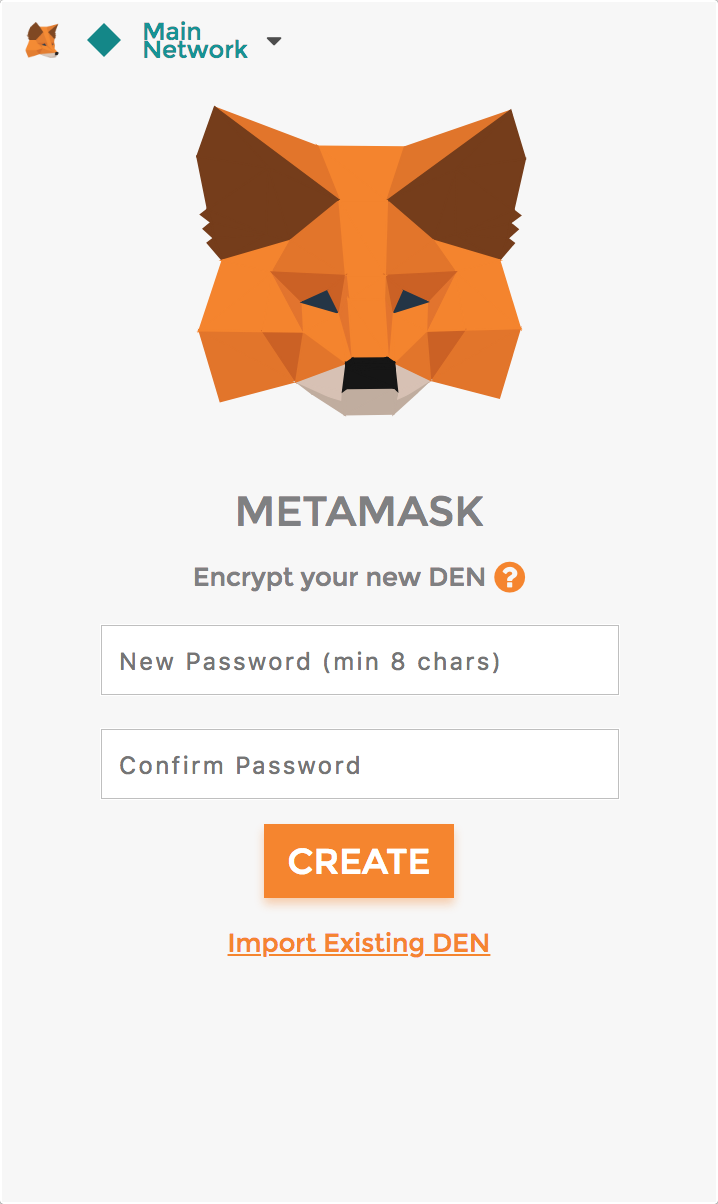 Main
Network
METAMASK
Encrypt your new DEN ?
New Password (min 8 chars)
Confirm Password
CREATE
Import Existing DEN